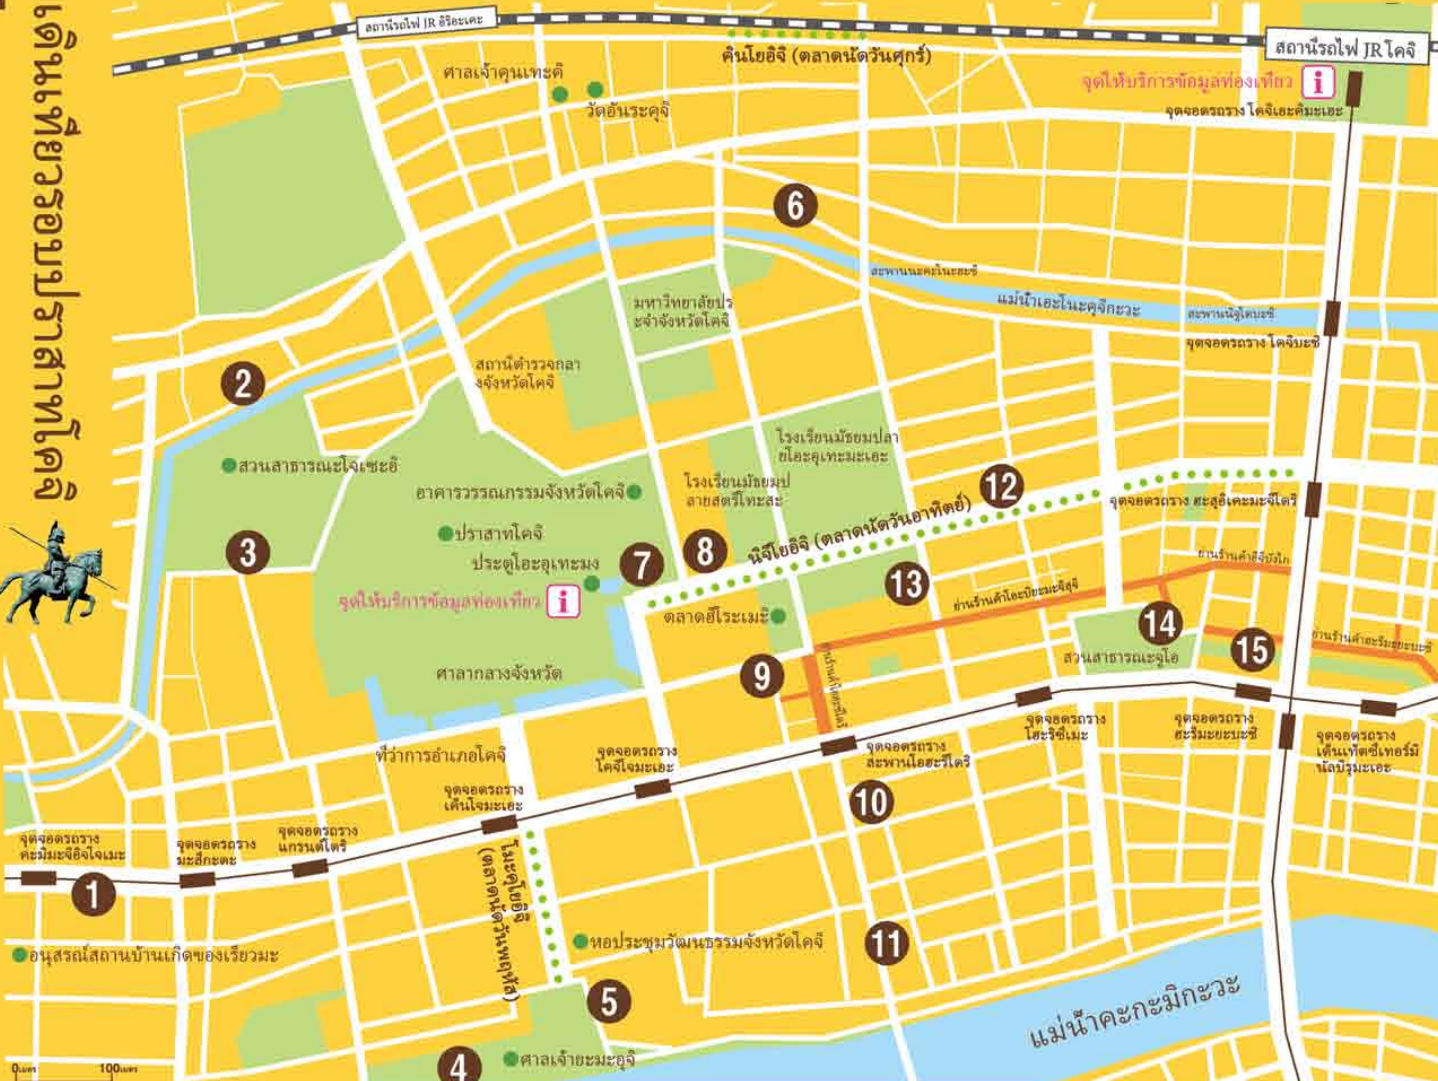 เดินเที่ยวรอบปราสาทโคจิ
สถานีรถไฟ JR อิริอะเคะ
คินโยอิจิ (ตลาดนัดวันศุกร์)
สถานีรถไฟ JR โคจิ
จุดให้บริการข้อมูลท่องเที่ยว
i
จุดจอดรถราง โคจิเอะคิมะเอะ
ศาลเจ้าคุนเทะคิ
วัดอันระคุจิ
6
สะพานนะคะโนะฮะชิ
แม่น้ำเอะโนะคุจิกะวะ
จุดจอดรถราง โคจิบะชิ
มหาวิทยาลัยปร
ะจำจังหวัดโคจิ
สถานีตำรวจกลา
งจังหวัดโคจิ
2
สวนสาธารณะโจเซะอิ
อาคารวรรณกรรมจังหวัดโคจิ
โรงเรียนมัธยมปลา
ยโอะอุเทะมะเอะ
โรงเรียนมัธยมป
ลายสตรีโทะสะ
12
จุดจอดรถราง ฮะสุอิเคะมะจิโดริ
นิจิโยอิจิ (ตลาดนัดวันอาทิตย์)
3
ปราสาทโคจิ
ประตูโอะอุเทะมง
7
8
จุดให้บริการข้อมูลท่องเที่ยว
i
13
ย่านร้านค้าโอะบิยะมะจิสุจิ
ตลาดฮิโระเมะ
14
15
สวนสาธารณะจูโอ
ศาลากลางจังหวัด
9
ที่ว่าการอำเภอโคจิ
จุดจอดรถราง
โคจิโจมะเอะ
จุดจอดรถราง
สะพานโอฮะริโดริ
จุดจอดรถราง
โฮะริซึเมะ
จุดจอดรถราง
ฮะริมะยะบะชิ
จุดจอดรถราง
เด็นเท็ตซึเทอร์มิ
นัลบิรุมะเอะ
จุดจอดรถราง
เค็นโจมะเอะ
10
จุดจอดรถราง
คะมิมะจิอิจโจเมะ
จุดจอดรถราง
มะสึกะตะ
จุดจอดรถราง
แกรนด์โดริ
1
โมะคุโยอิจิ
(ตลาดนัดวันพฤหัส)
อนุสรณ์สถานบ้านเกิดของเรียวมะ
หอประชุมวัฒนธรรมจังหวัดโคจิ
11
5
แม่น้ำคะกะมิกะวะ
4
ศาลเจ้ายะมะอุจิ
0เมตร
100เมตร